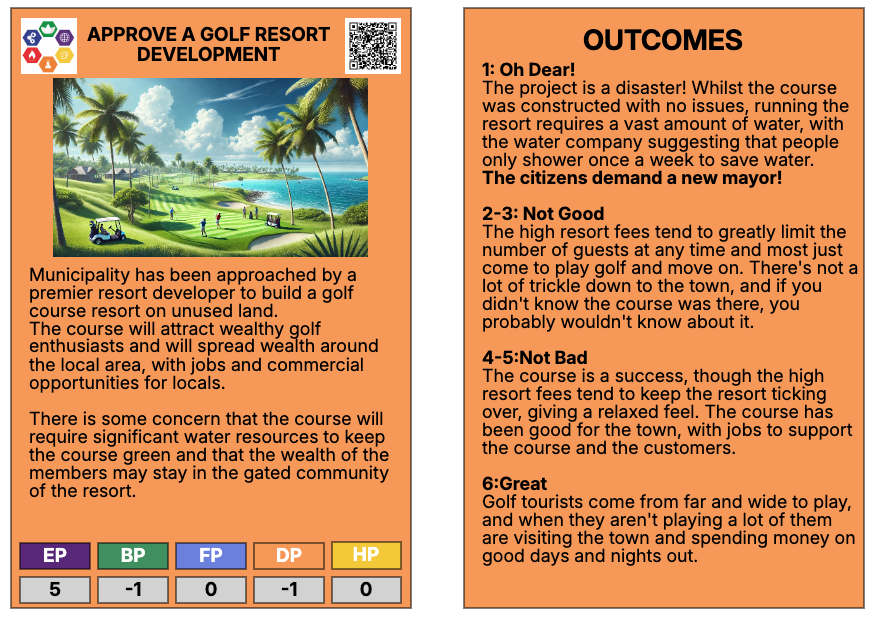 APPROVE A GOLF RESORT
DEVELOPMENT
Municipality has been approached by a
premier resort developer to build a golf
course resort on unused land.
The course will attract wealthy golf
enthusiasts and will spread wealth around
the local area, with jobs and commercial
opportunities for locals.
There is some concern that the course will
require significant water resources to keep
the course green and that the wealth of the
members may stay in the gated community
of the resort.
EP BP FP DP HP
5 -1 0 -1 0
OUTCOMES
1: Oh Dear!
The project is a disaster! Whilst the course
was constructed with no issues, running the
resort requires a vast amount of water, with
the water company suggesting that people
only shower once a week to save water.
The citizens demand a new mayor!
2-3: Not Good
The high resort fees tend to greatly limit the
number of guests at any time and most just
come to play golf and move on. There's not a
lot of trickle down to the town, and if you
didn't know the course was there, you
probably wouldn't know about it.
4-5:Not Bad
The course is a success, though the high
resort fees tend to keep the resort ticking
over, giving a relaxed feel. The course has
been good for the town, with jobs to support
the course and the customers.
6:Great
Golf tourists come from far and wide to play,
and when they aren't playing a lot of them
are visiting the town and spending money on
good days and nights out.